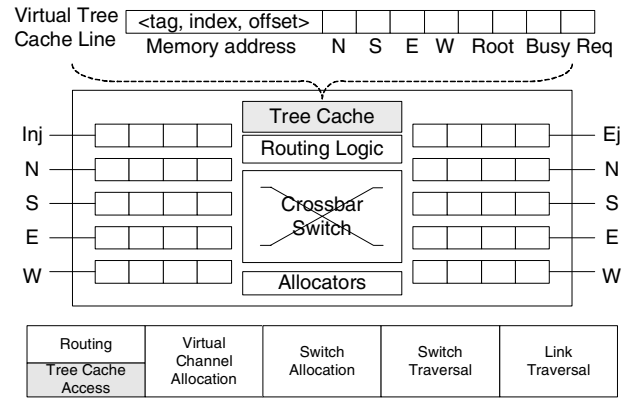 Virtual Tree
Cache Line
<tag, index, offset>
Memory address N S E W Root Busy Req
Tree Cache
Routing Logic
Crossbar
Switch
Allocators
Inj
N
S
E
W
Ej
N
S
E
W
Routing
Tree Cache
Access
Virtual
Channel
Allocation
Switch
Allocation
Switch
Traversal
Link
Traversal